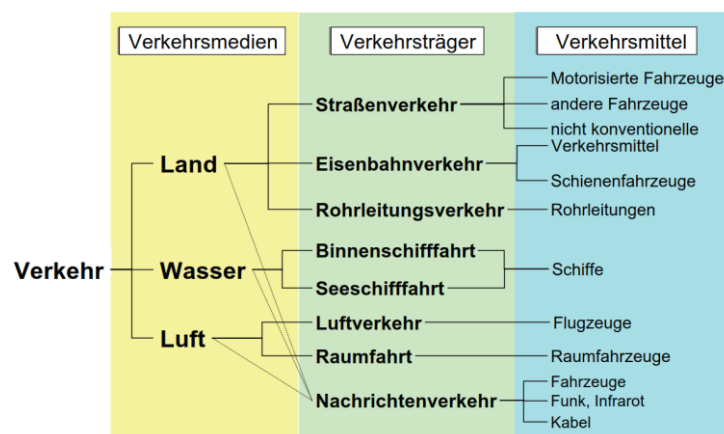 Verkehrsmedien
Verkehrsträger
Verkehrsmittel
Verkehr
Land
Wasser
Luft
Straßenverkehr
Eisenbahnverkehr
Rohrleitungsverkehr
Binnenschifffahrt
Seeschifffahrt
Luftverkehr
Raumfahrt
Nachrichtenverkehr
Motorisierte Fahrzeuge
andere Fahrzeuge
nicht konventionelle
Verkehrsmittel
Schienenfahrzeuge
Rohrleitungen
Schiffe
Flugzeuge
Raumfahrzeuge
Fahrzeuge
Funk, Infrarot
Kabel